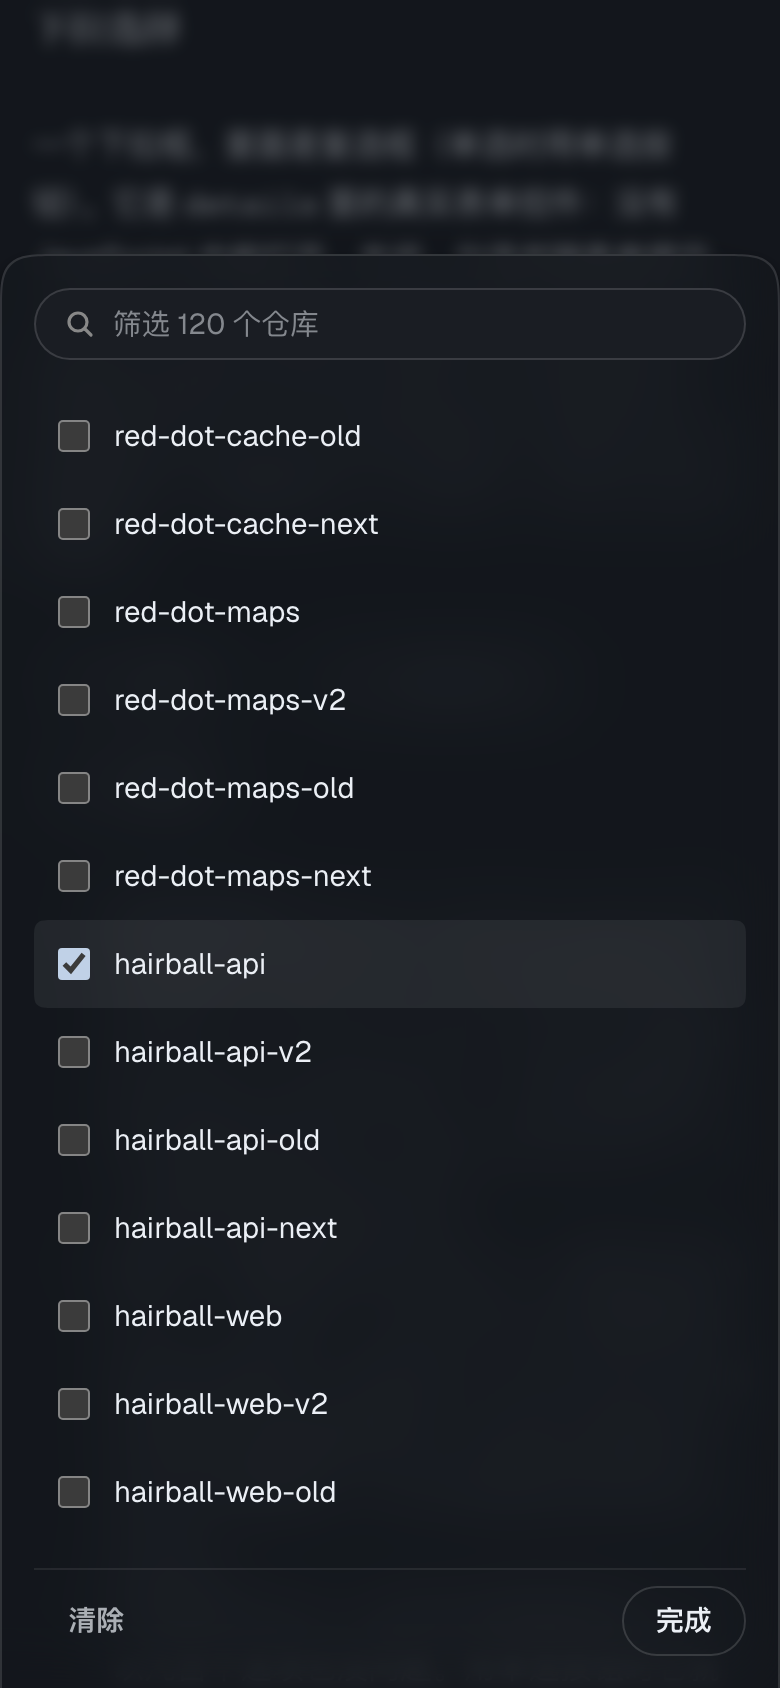 筛选 120 个仓库
red-dot-cache-old
red-dot-cache-next
red-dot-maps
red-dot-maps-v2
red-dot-maps-old
red-dot-maps-next
hairball-api
hairball-api-v2
hairball-api-old
hairball-api-next
hairball-web
hairball-web-v2
hairball-web-old
清除
完成